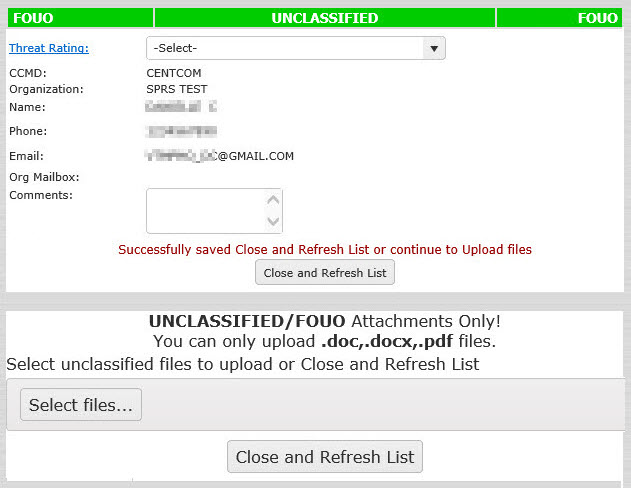 FOUO UNCLASSIFIED FOUO
Threat Rating: -Select-
CCMD: CENTCOM
Organization: SPRS TEST
Name:
Phone:
Email: @GMAIL.COM
Org Mailbox:
Comments:
Successfully saved Close and Refresh List or continue to Upload files
Close and Refresh List
UNCLASSIFIED/FOUO Attachments Only!
You can only upload .doc,.docx,.pdf files.
Select unclassified files to upload or Close and Refresh List
Select files...
Close and Refresh List